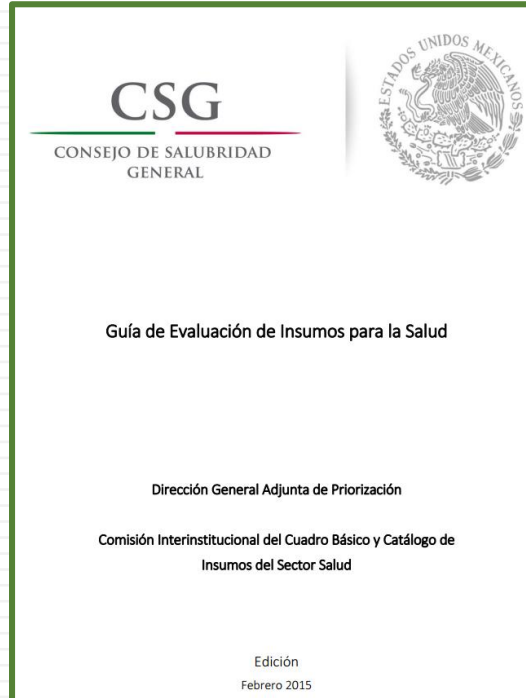 CSG
CONSEJO DE SALUBRIDAD
GENERAL
ESTADOS UNIDOS MEXICANOS
Guía de Evaluación de Insumos para la Salud
Dirección General Adjunta de Priorización
Comisión Interinstitucional del Cuadro Básico y Catálogo de
Insumos del Sector Salud
Edición
Febrero 2015